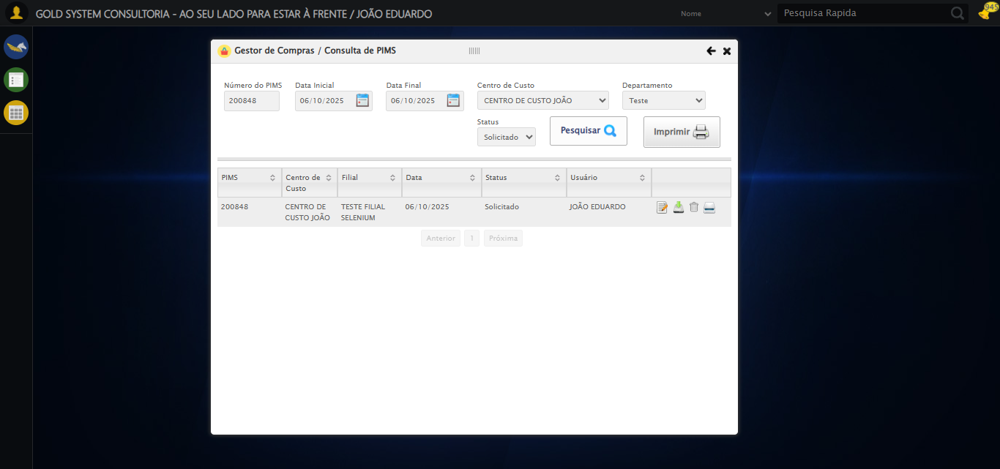 GOLD SYSTEM CONSULTORIA - AO SEU LADO PARA ESTAR À FRENTE / JOÃO EDUARDO
Nome
Pesquisa Rapida
945
Gestor de Compras / Consulta de PIMS
Número do PIMS
Data Inicial
Data Final
Centro de Custo
Departamento
200848
06/10/2025
06/10/2025
CENTRO DE CUSTO JOÃO
Teste
Status
Solicitado
Pesquisar
Imprimir
PIMS
Centro de
Custo
Filial
Data
Status
Usuário
200848
CENTRO DE
CUSTO JOÃO
TESTE FILIAL
SELENIUM
06/10/2025
Solicitado
JOÃO EDUARDO
Anterior
1
Próxima